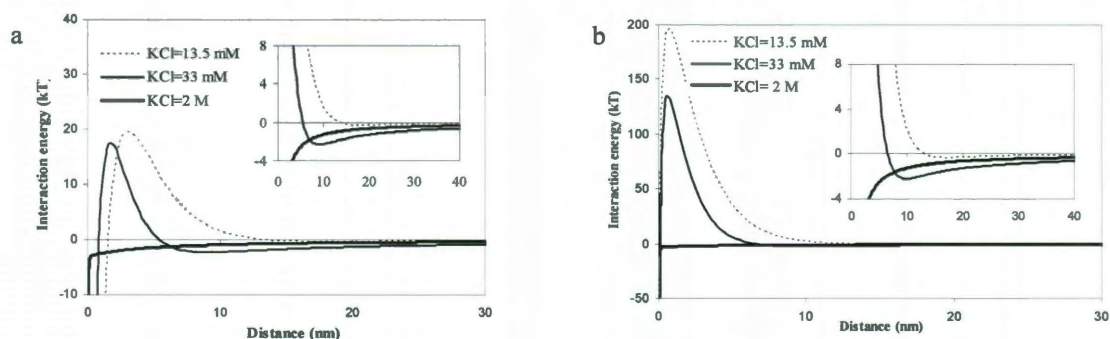 a
40
30
20
10
0
-10
Interaction energy (kT)
KCl=13.5 mM
KCl=33 mM
KCl=2 M
8
4
0
-4
0 10 20 30 40
0 10 20 30
Distance (nm)
b
200
150
100
50
0
-50
Interaction energy (kT)
KCl=13.5 mM
KCl=33 mM
KCl= 2 M
8
4
0
-4
0 10 20 30 40
0 10 20 30
Distance (nm)